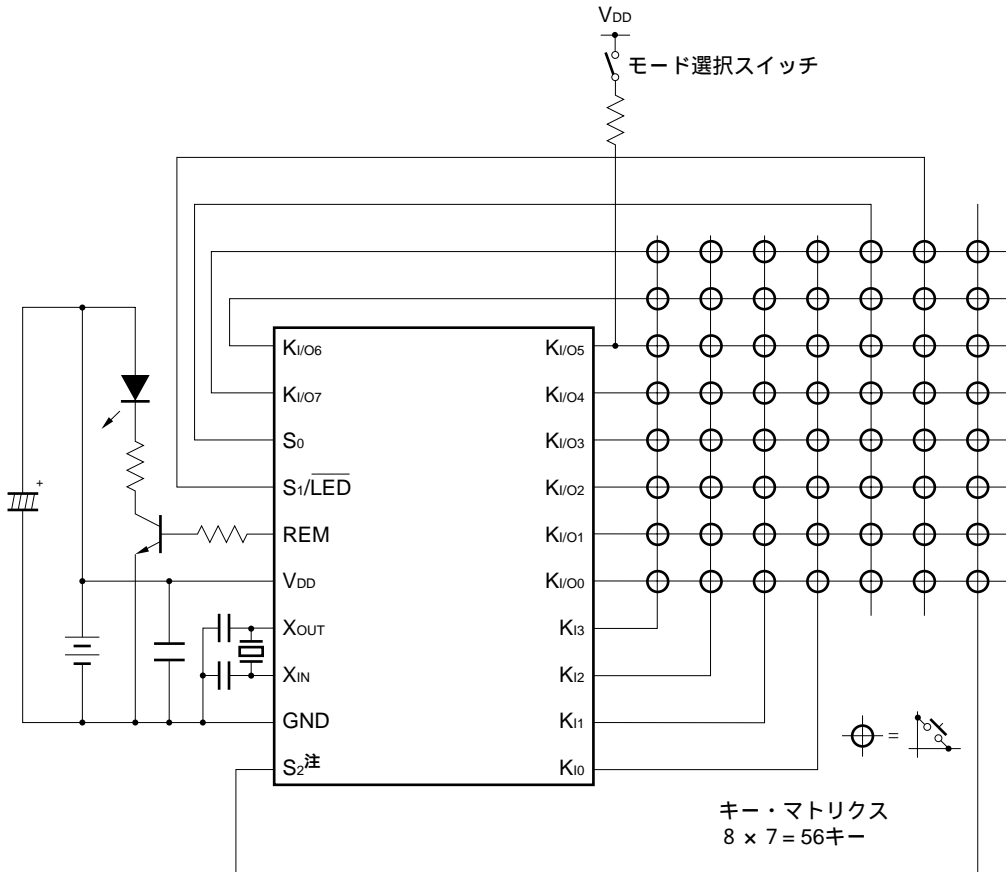 VDD
モード選択スイッチ
+
KI/O6
KI/O7
S0
S1/LED
REM
VDD
XOUT
XIN
GND
S2注
KI/O5
KI/O4
KI/O3
KI/O2
KI/O1
KI/O0
KI3
KI2
KI1
KI0
=
キー・マトリクス
8 × 7 = 56キー